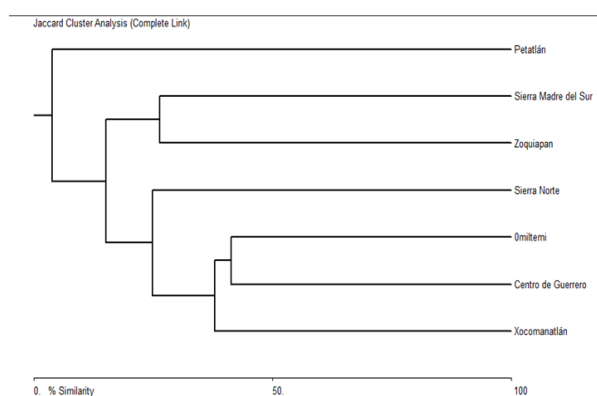 Jaccard Cluster Analysis (Complete Link)
Petatlán
Sierra Madre del Sur
Zoquiapan
Sierra Norte
0miltemi
Centro de Guerrero
Xocomanatlán
0. % Similarity 50. 100